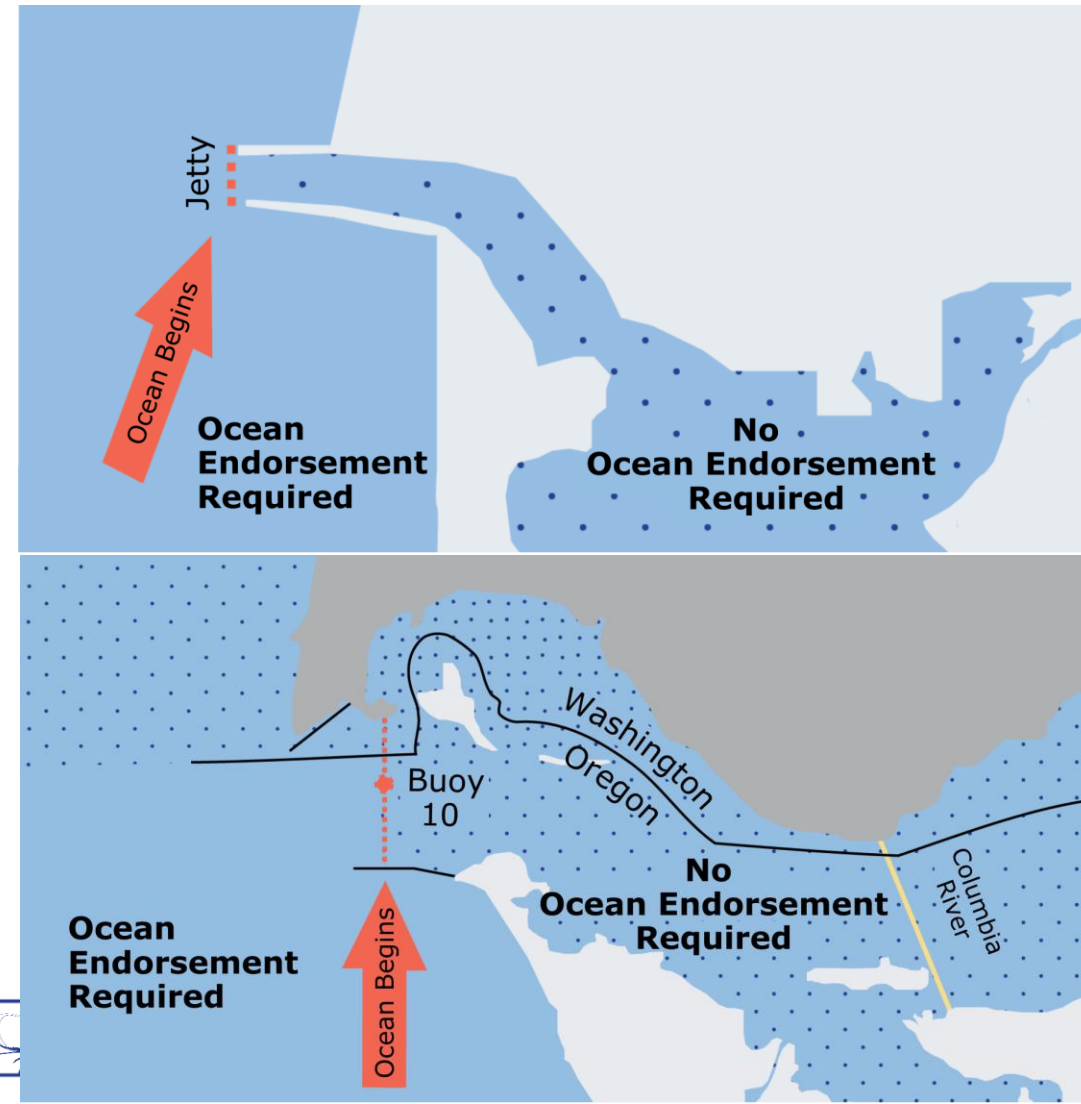 Jetty
Ocean Begins
Ocean
Endorsement
Required
No
Ocean Endorsement
Required
Washington
Oregon
Buoy
10
No
Ocean Endorsement
Required
Columbia
River
Ocean
Endorsement
Required
Ocean Begins